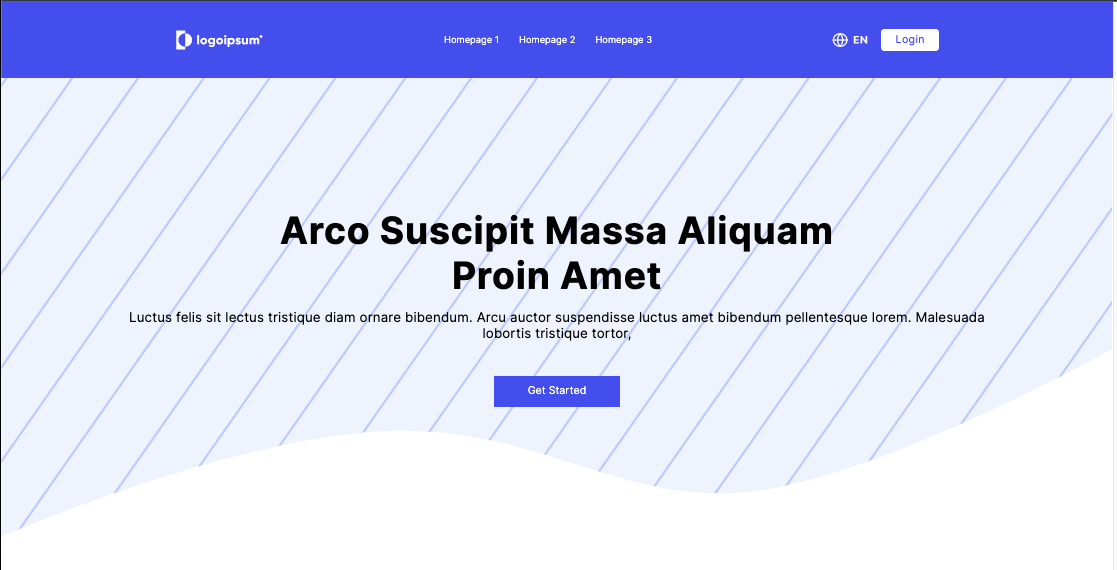 logoipsum
Homepage 1 Homepage 2 Homepage 3
EN
Login
Arco Suscipit Massa Aliquam
Proin Amet
Luctus felis sit lectus tristique diam ornare bibendum. Arcu auctor suspendisse luctus amet bibendum pellentesque lorem. Malesuada
lobortis tristique tortor,
Get Started